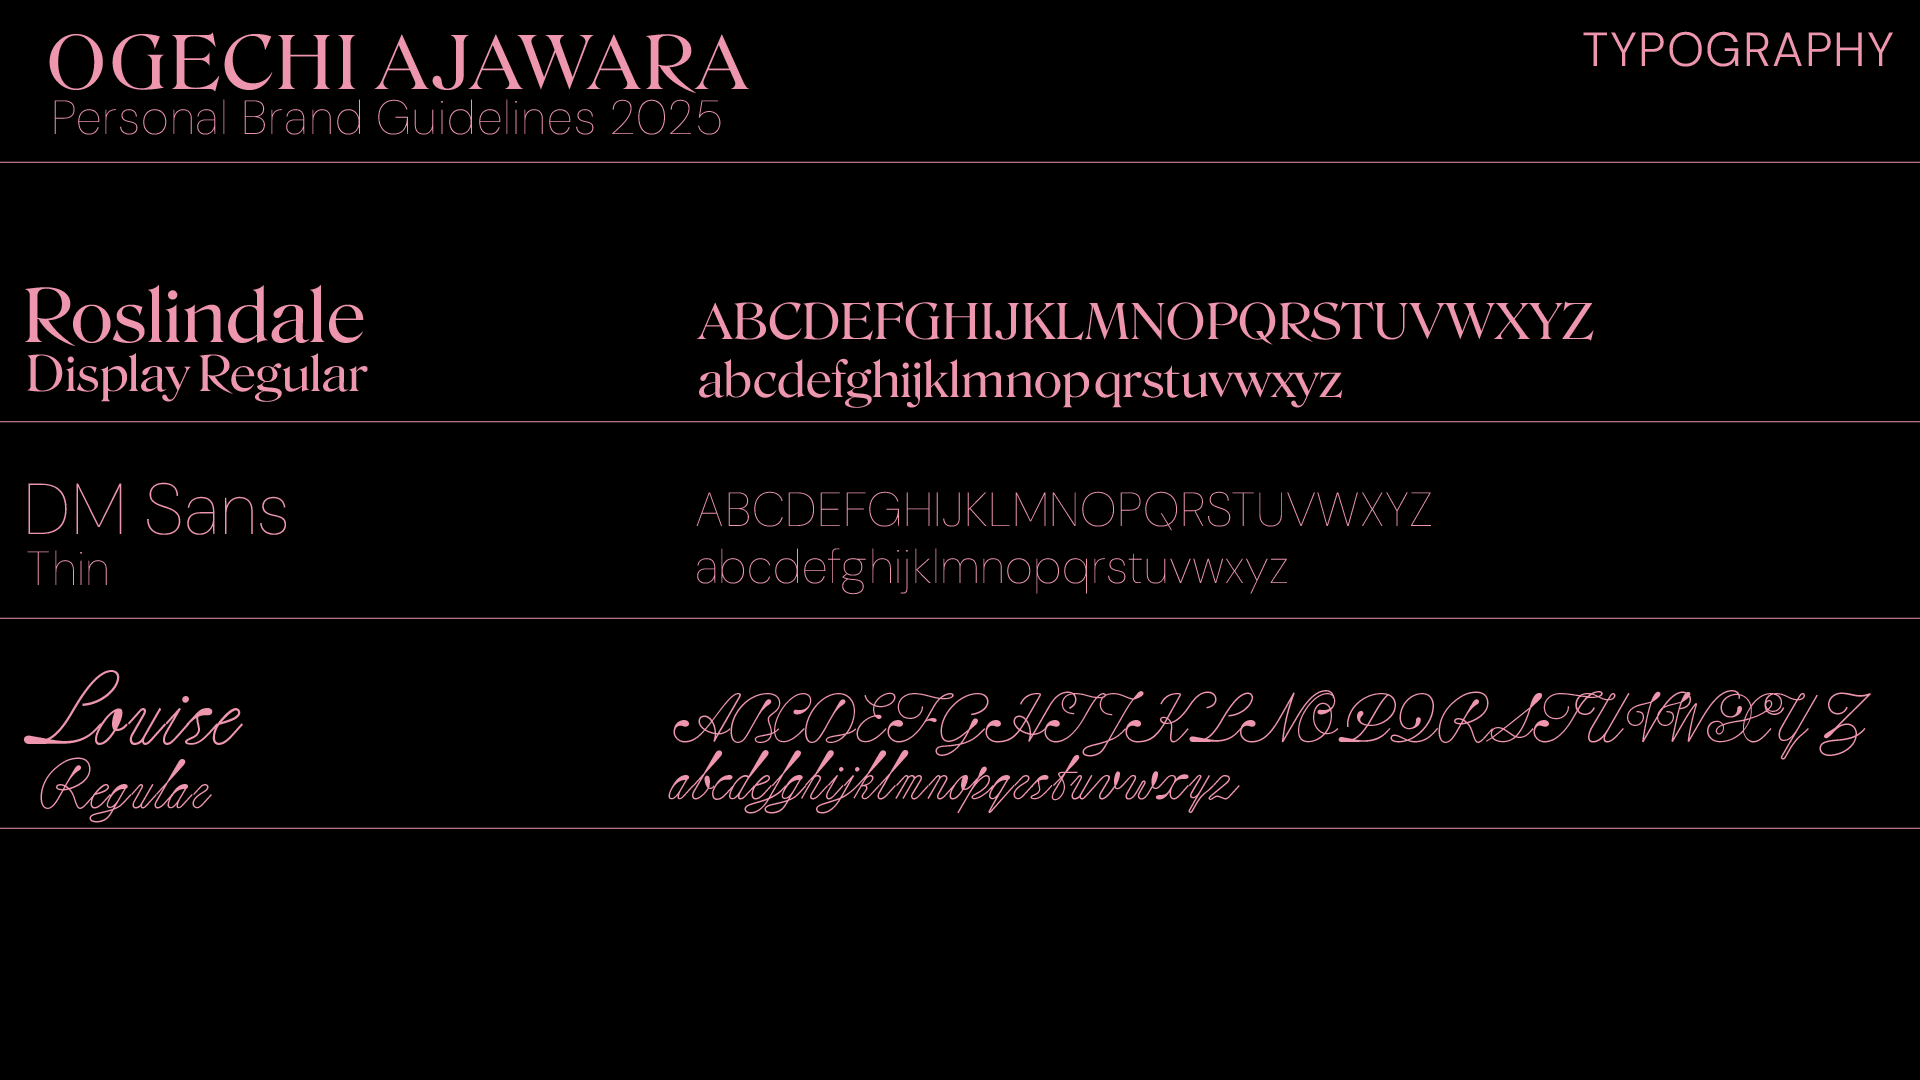 OGECHI AJAWARA
Personal Brand Guidelines 2025
TYPOGRAPHY
Roslindale
Display Regular
ABCDEFGHIJKLMNOPQRSTUVWXYZ
abcdefghijklmnopqrstuvwxyz
DM Sans
Thin
ABCDEFGHIJKLMNOPQRSTUVWXYZ
abcdefghijklmnopqrstuvwxyz
Louise
Regular
ABCDEFGHIJKLNOPQRSTUVWXYZ
abcdefghijklmnopqrstuvwxyz